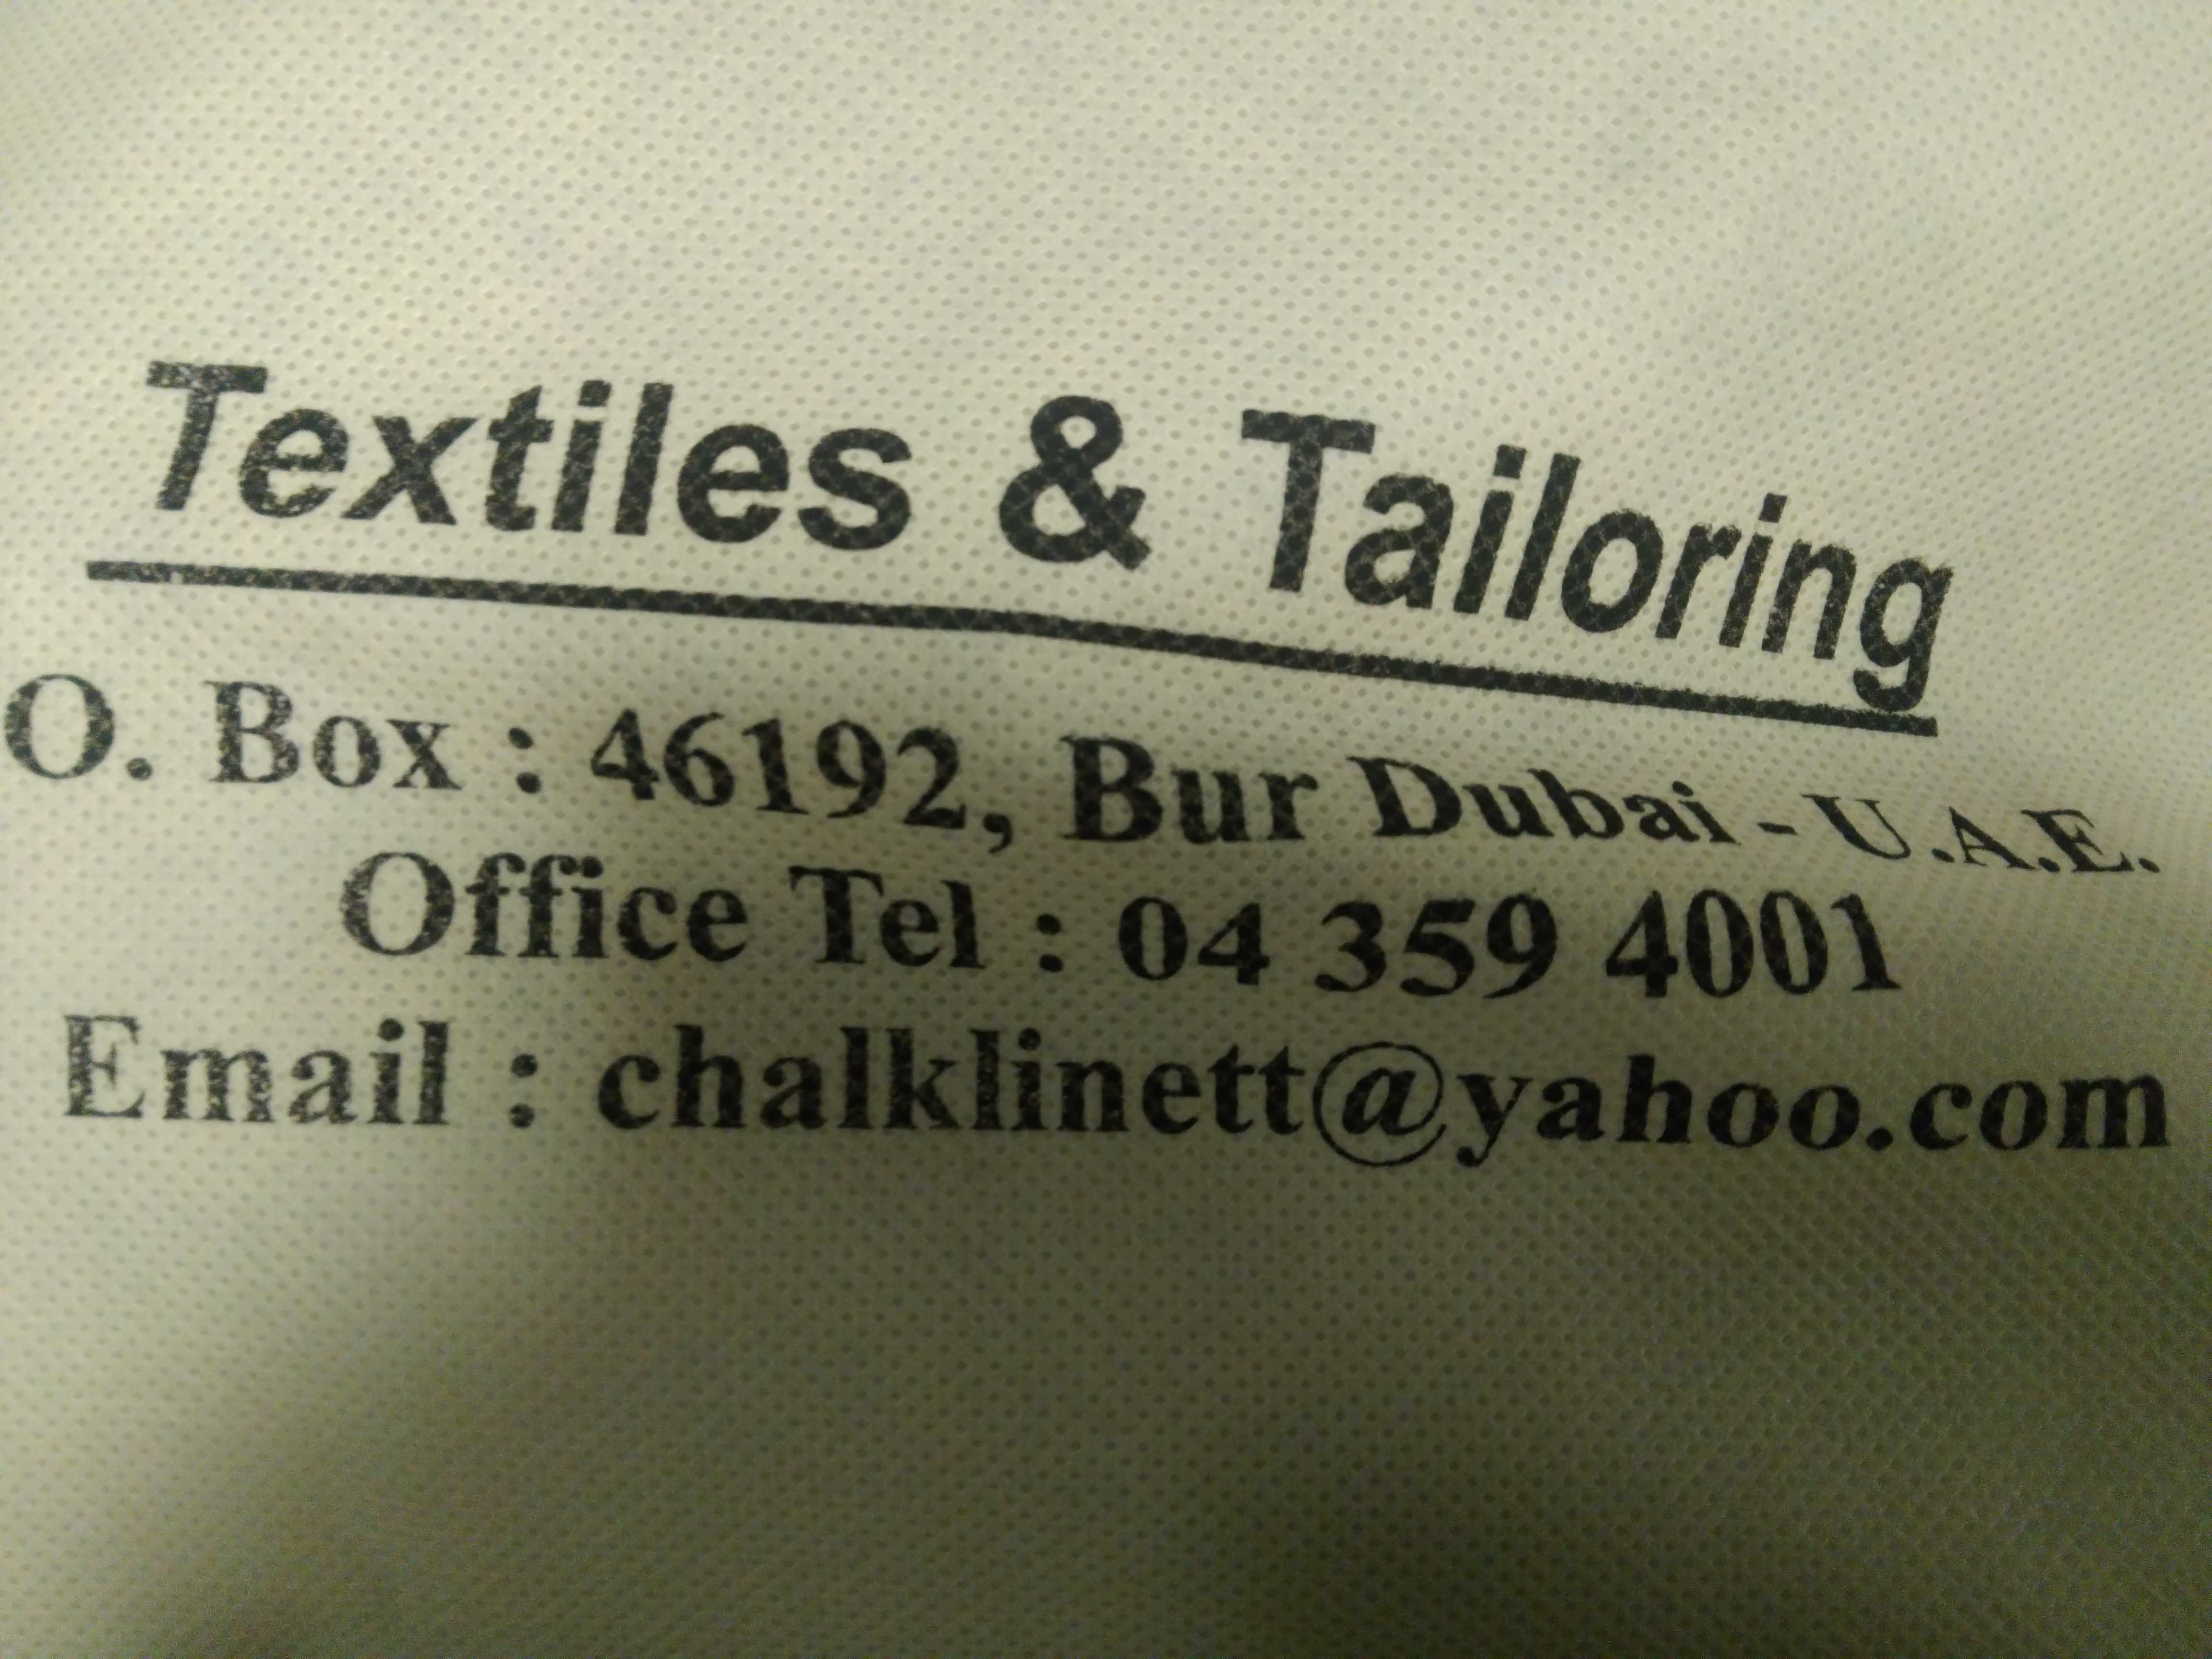 Textiles & Tailoring
O. Box : 46192, Bur Dubai - U.A.E.
Office Tel : 04 359 4001
Email : chalklinett@yahoo.com